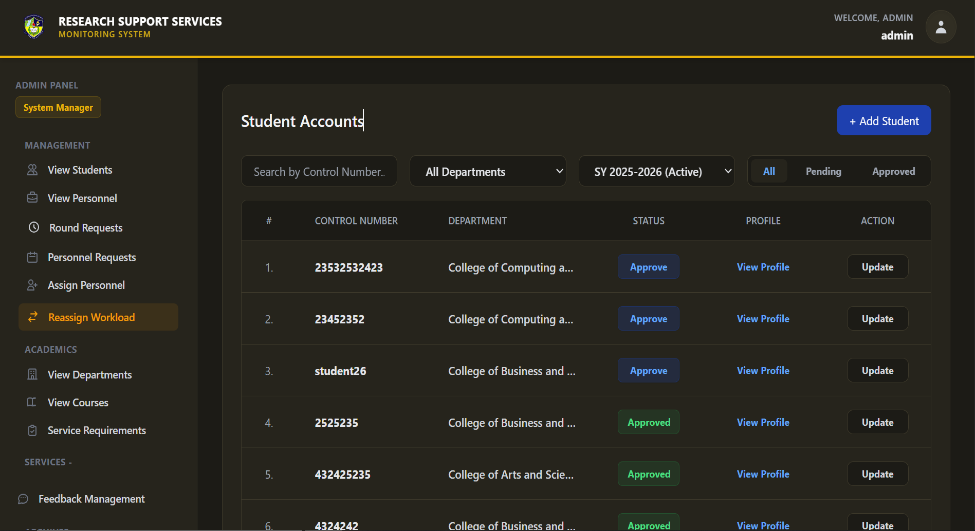 RESEARCH SUPPORT SERVICES
MONITORING SYSTEM
WELCOME, ADMIN
admin
ADMIN PANEL
System Manager
MANAGEMENT
View Students
View Personnel
Round Requests
Personnel Requests
Assign Personnel
Reassign Workload
ACADEMICS
View Departments
View Courses
Service Requirements
SERVICES -
Feedback Management
Student Accounts
+ Add Student
Search by Control Number..
All Departments
SY 2025-2026 (Active)
All Pending Approved
# CONTROL NUMBER DEPARTMENT STATUS PROFILE ACTION
1. 23532532423 College of Computing a... Approve View Profile Update
2. 23452352 College of Computing a... Approve View Profile Update
3. student26 College of Business and ... Approve View Profile Update
4. 2525235 College of Business and ... Approved View Profile Update
5. 432425235 College of Arts and Scie... Approved View Profile Update
6. 4324242 College of Business and ... Approved View Profile Update